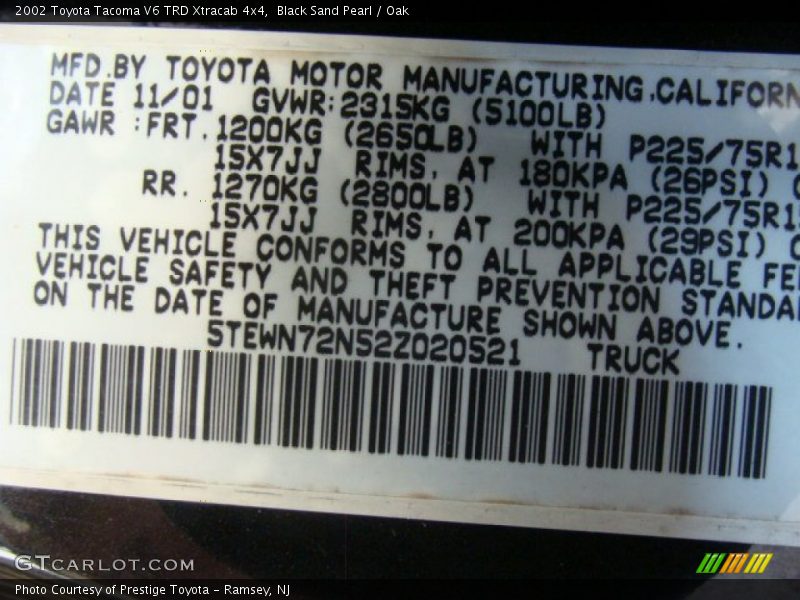 2002 Toyota Tacoma V6 TRD Xtracab 4x4,  Black Sand Pearl / Oak
MFD.BY TOYOTA MOTOR MANUFACTURING,CALIFORN
DATE 11/01 GVWR:2315KG (5100LB)
GAWR :FRT.1200KG (2650LB) WITH P225/75R1
15X7JJ RIMS, AT 180KPA (26PSI)
RR. 1270KG (2800LB) WITH P225/75R15
15X7JJ RIMS, AT 200KPA (29PSI)
THIS VEHICLE CONFORMS TO ALL APPLICABLE FE
VEHICLE SAFETY AND THEFT PREVENTION STANDA
ON THE DATE OF MANUFACTURE SHOWN ABOVE.
5TEWN72N52Z020521 TRUCK
GTCARLOT.COM
Photo Courtesy of Prestige Toyota - Ramsey, NJ